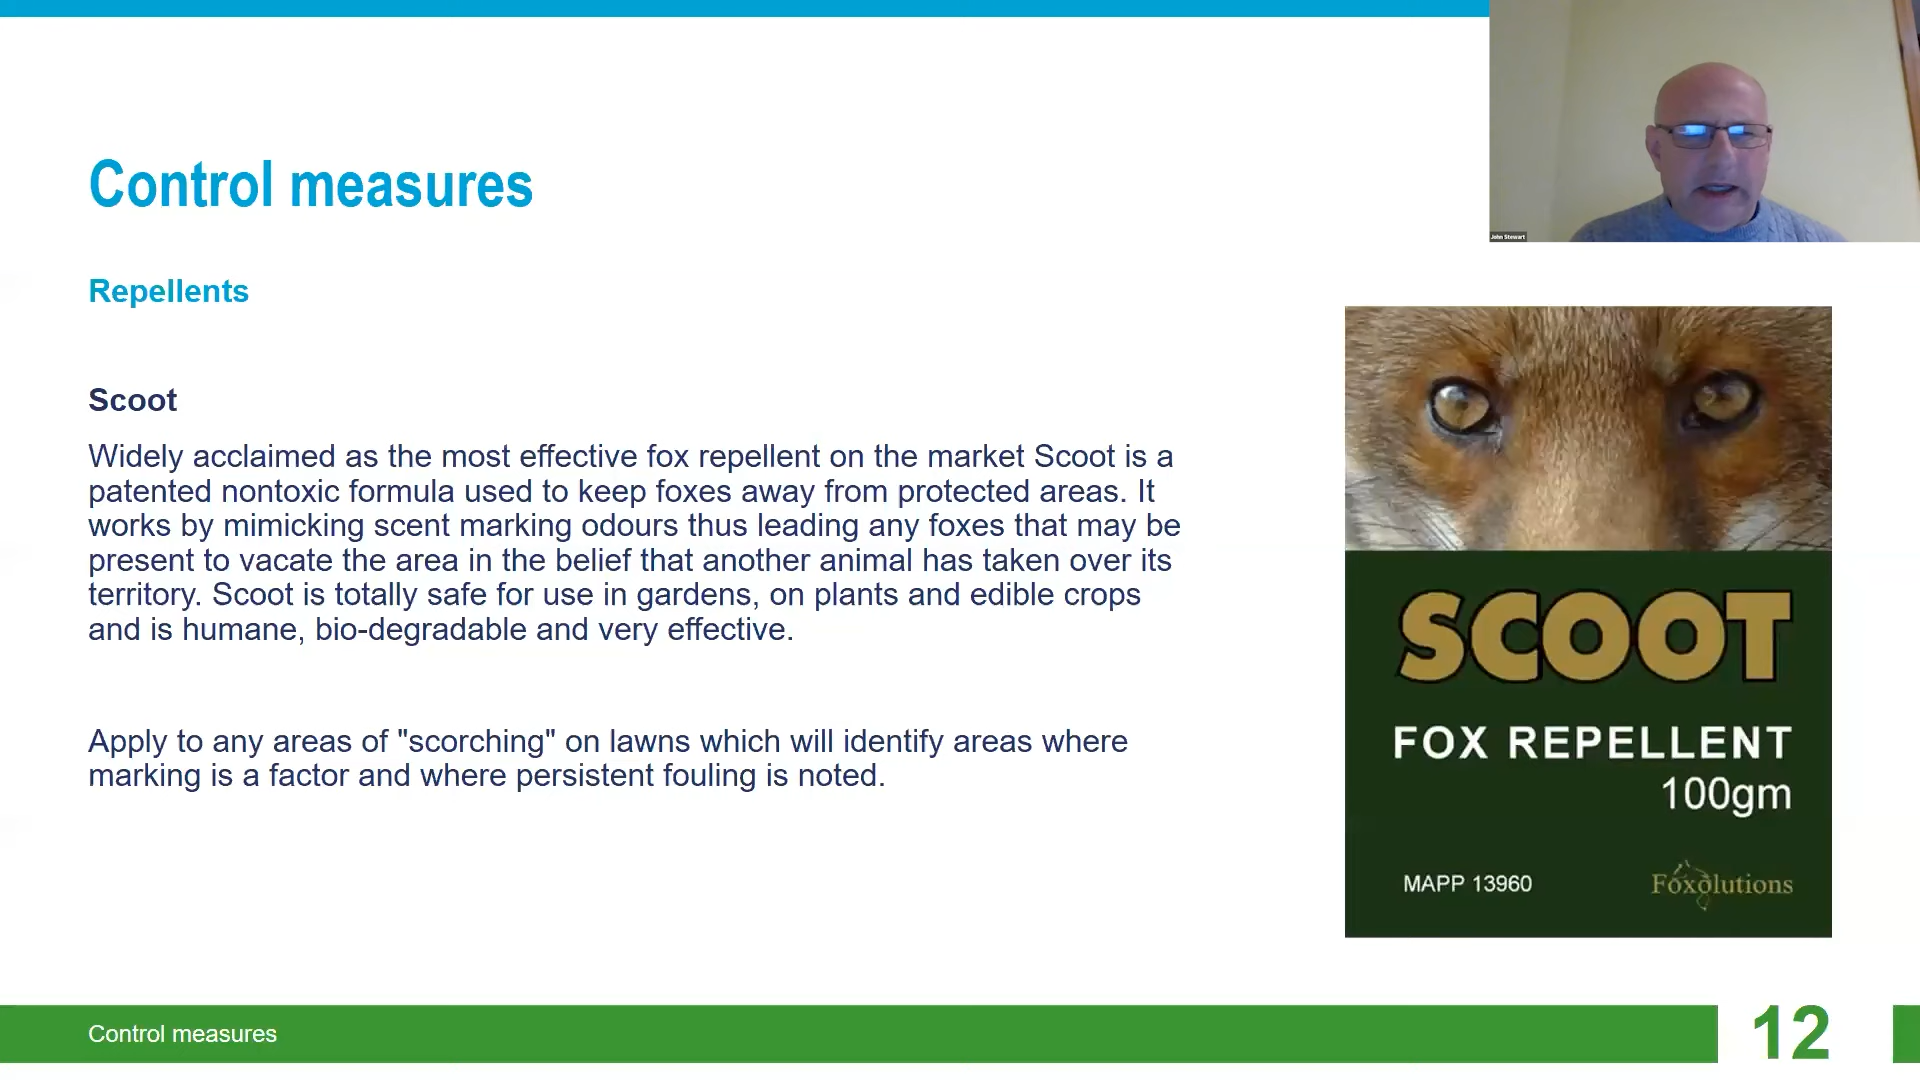 John Stewart
Control measures
Repellents
Scoot
Widely acclaimed as the most effective fox repellent on the market Scoot is a
patented nontoxic formula used to keep foxes away from protected areas. It
works by mimicking scent marking odours thus leading any foxes that may be
present to vacate the area in the belief that another animal has taken over its
territory. Scoot is totally safe for use in gardens, on plants and edible crops
and is humane, bio-degradable and very effective.
Apply to any areas of "scorching" on lawns which will identify areas where
marking is a factor and where persistent fouling is noted.
SCOOT
FOX REPELLENT
100gm
MAPP 13960
Foxolutions
Control measures
12